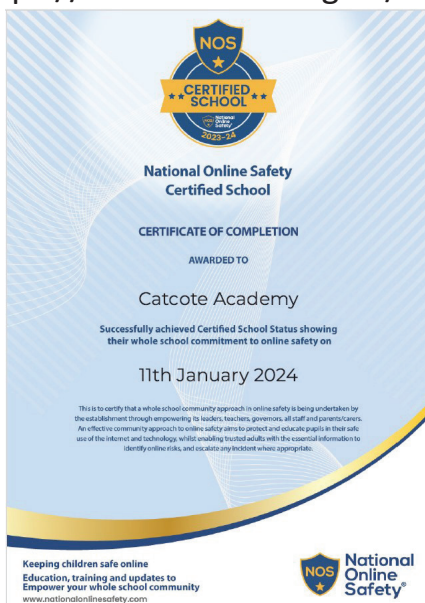 NOS
CERTIFIED
SCHOOL
National
Online
Safety
2023-24
National Online Safety
Certified School
CERTIFICATE OF COMPLETION
AWARDED TO
Catcote Academy
Successfully achieved Certified School Status showing
their whole school commitment to online safety on
11th January 2024
This is to certify that a whole school community approach in online safety is being undertaken by
the establishment through empowering its leaders, teachers, governors, all staff and parents/carers.
An effective community approach to online safety aims to protect and educate pupils in their safe
use of the internet and technology, whilst enabling trusted adults with the essential information to
identify online risks, and escalate any incident where appropriate.
Keeping children safe online
Education, training and updates to
Empower your whole school community
www.nationalonlinesafety.com
NOS
National
Online
Safety®